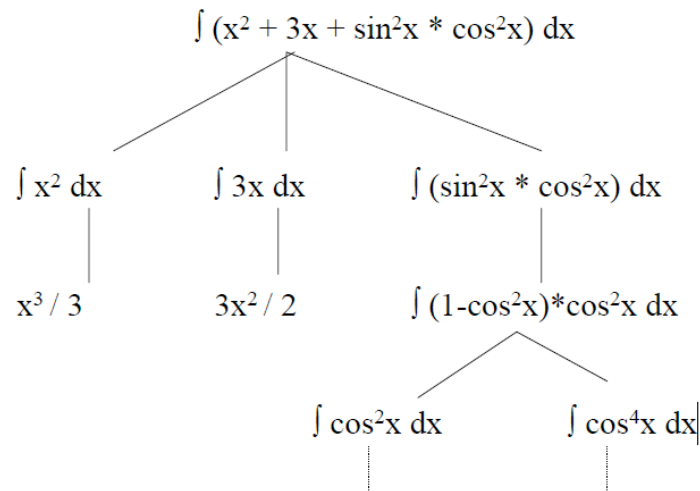 ∫ (x² + 3x + sin²x * cos²x) dx
∫ x² dx ∫ 3x dx ∫ (sin²x * cos²x) dx
x³ / 3 3x² / 2 ∫ (1-cos²x)*cos²x dx
∫ cos²x dx ∫ cos⁴x dx